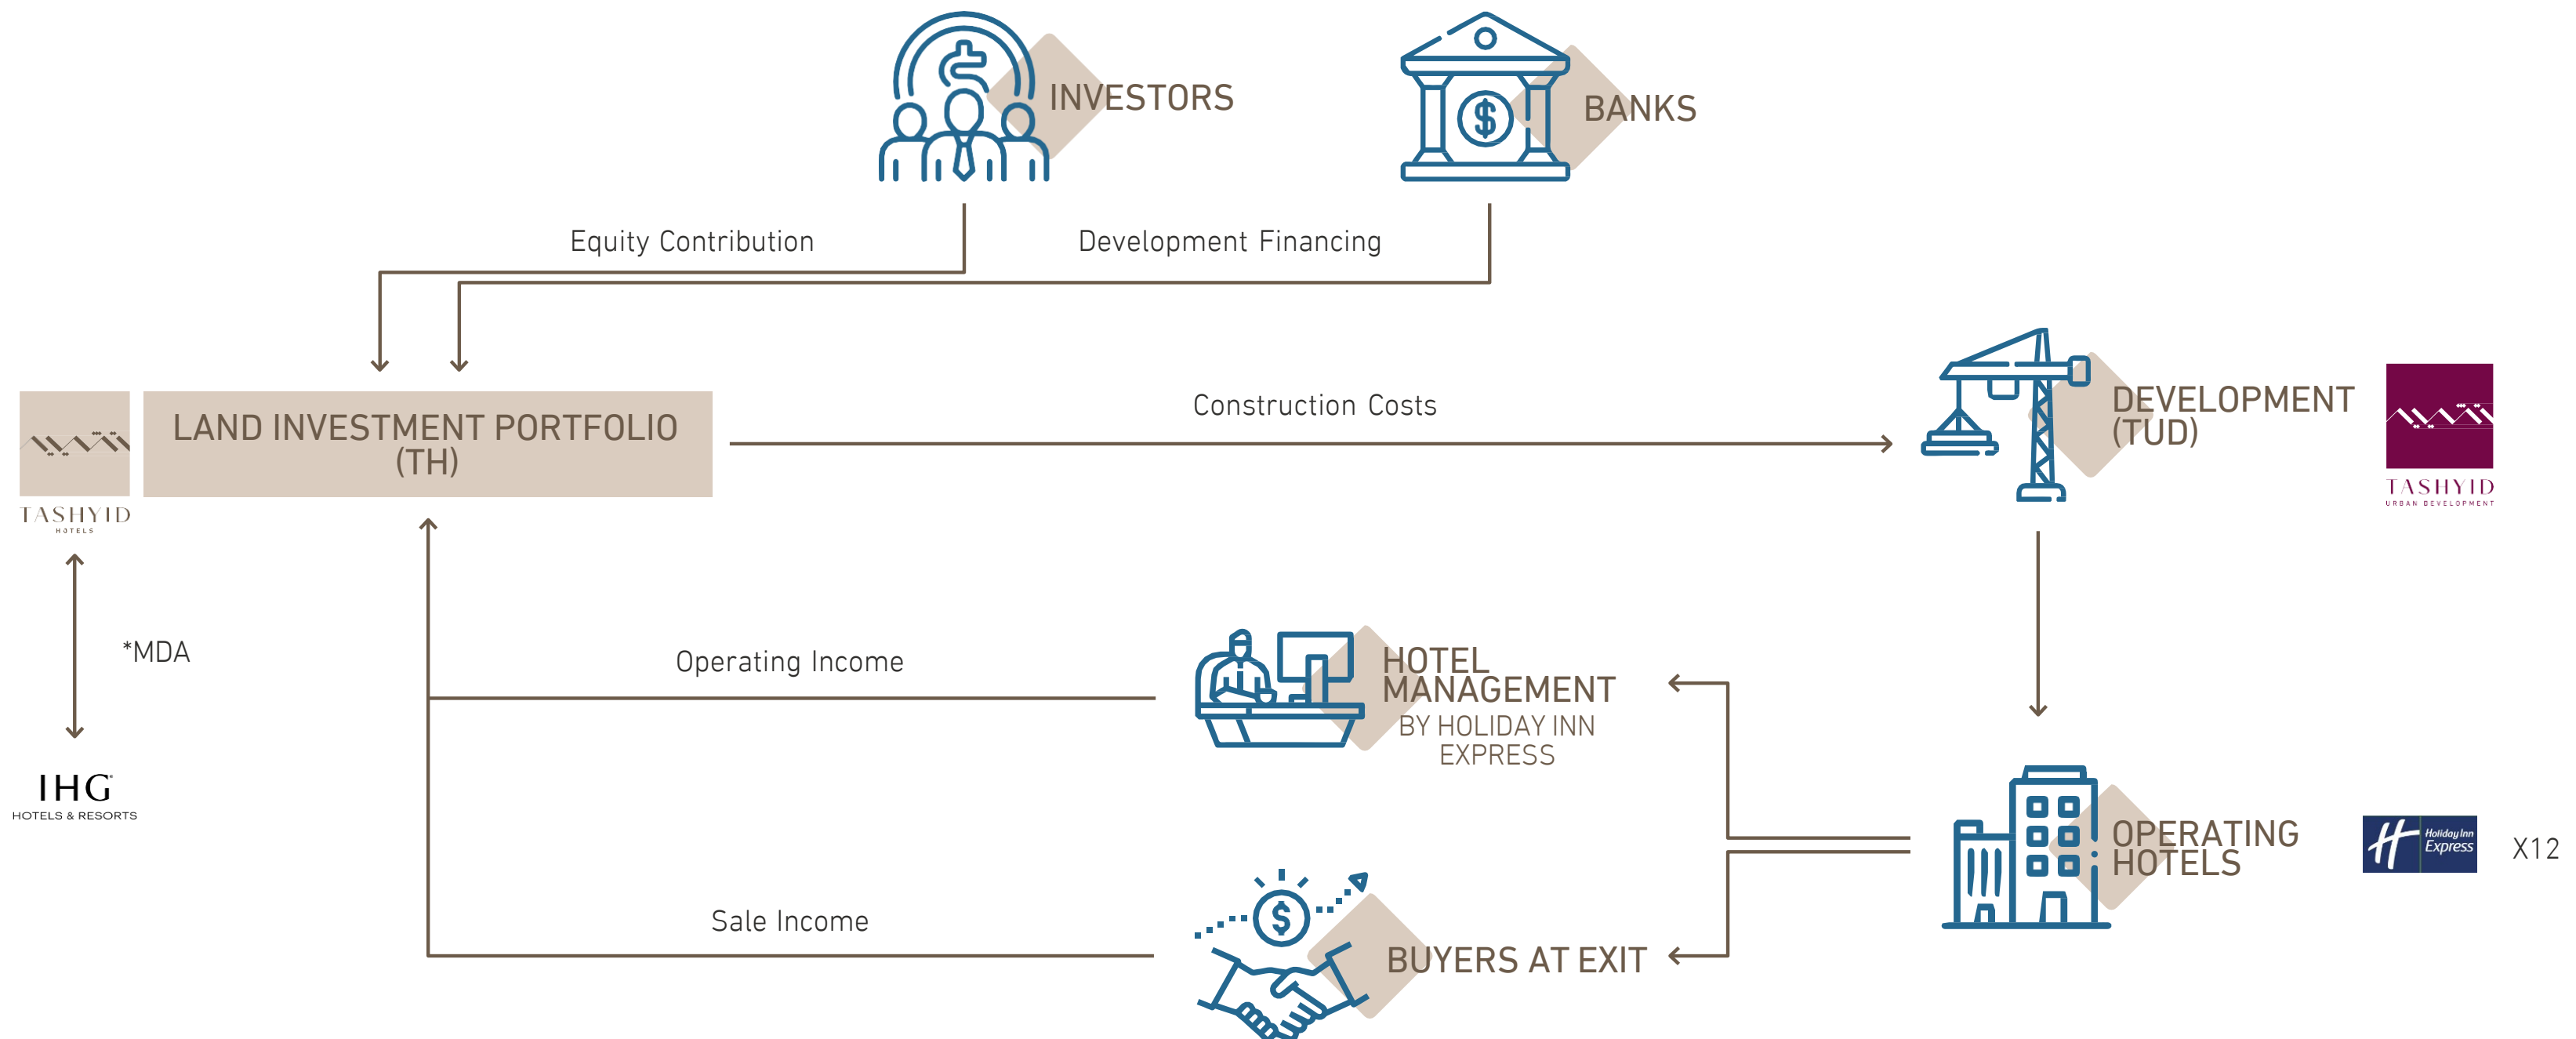 INVESTORS
BANKS
Equity Contribution
Development Financing
LAND INVESTMENT PORTFOLIO
(TH)
TASHYID
HOTELS
Construction Costs
DEVELOPMENT
(TUD)
TASHYID
URBAN DEVELOPMENT
*MDA
IHG
HOTELS & RESORTS
Operating Income
HOTEL
MANAGEMENT
BY HOLIDAY INN
EXPRESS
OPERATING
HOTELS
H
Holiday Inn
Express
X12
Sale Income
BUYERS AT EXIT